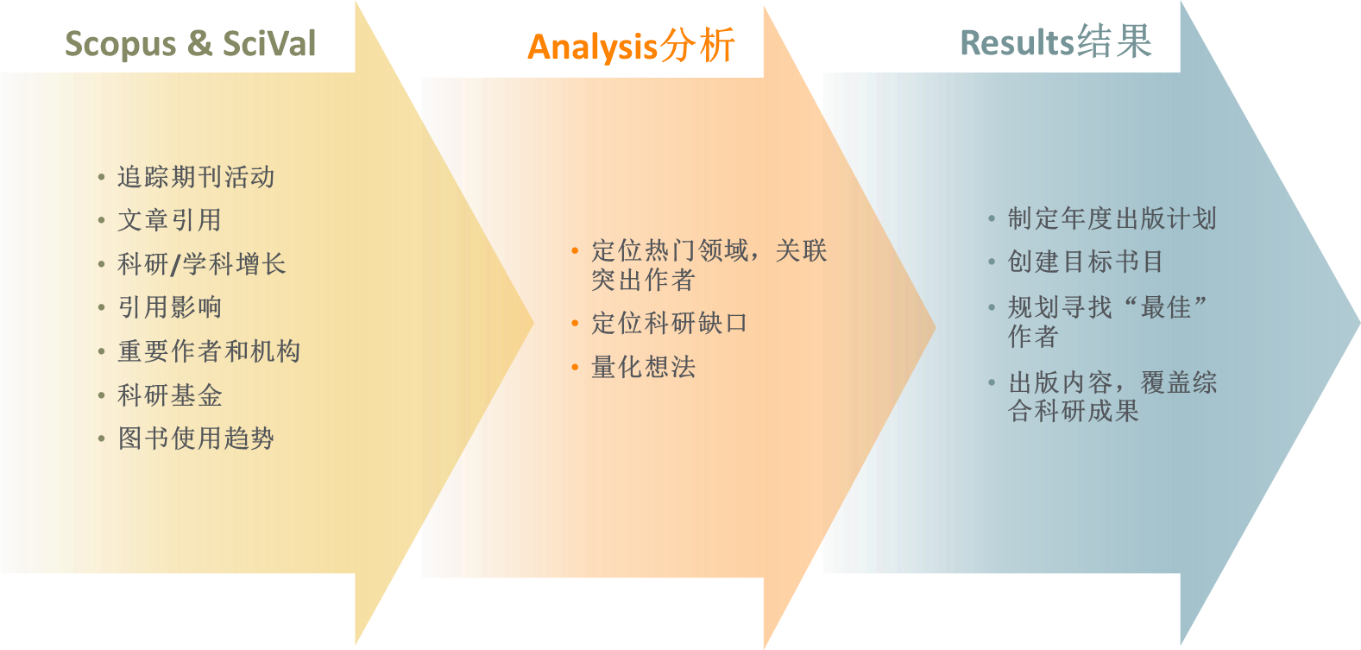 Scopus & SciVal
• 追踪期刊活动
• 文章引用
• 科研/学科增长
• 引用影响
• 重要作者和机构
• 科研基金
• 图书使用趋势
Analysis分析
• 定位热门领域，关联
突出作者
• 定位科研缺口
• 量化想法
Results结果
• 制定年度出版计划
• 创建目标书目
• 规划寻找“最佳”
作者
• 出版内容，覆盖综
合科研成果